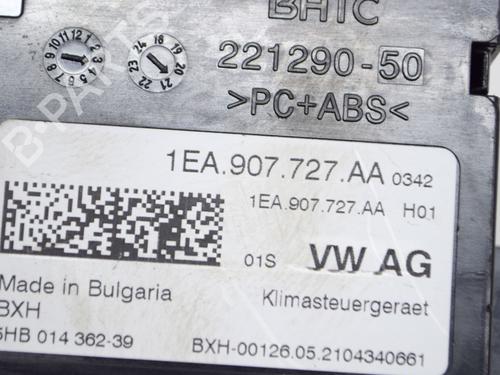 BHTC
221290-50
>PC+ABS<
B-PARTS
1EA.907.727.AA 0342
1EA.907.727.AA H01
01S VW AG
Made in Bulgaria Klimasteuergeraet
BXH
5HB 014 362-39 BXH-00126.05.2104340661